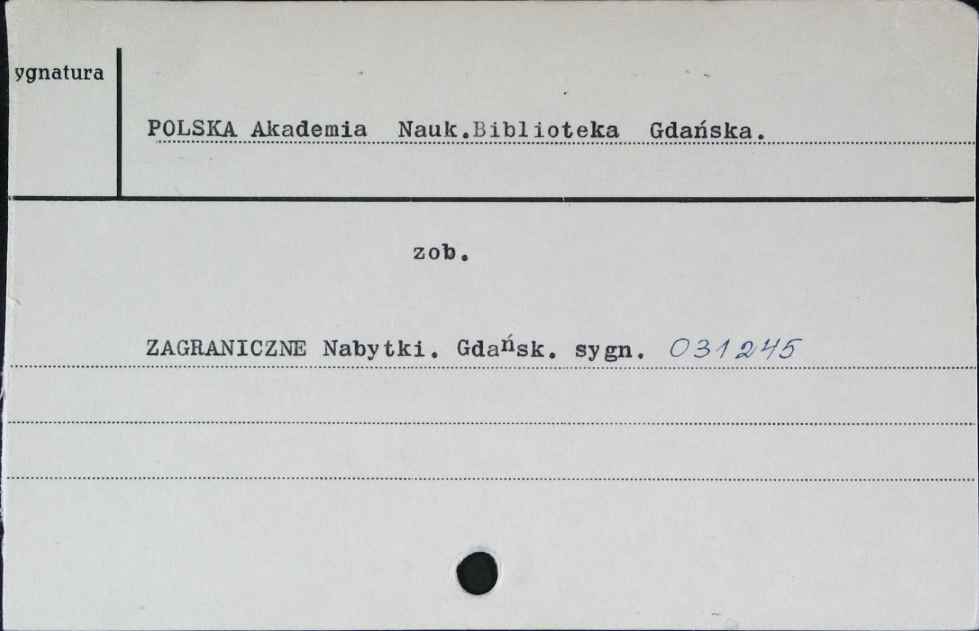 ygnatura
POLSKA Akademia Nauk.Biblioteka Gdańska.
zob.
ZAGRANICZNE Nabytki. Gdańsk. sygn. 031245